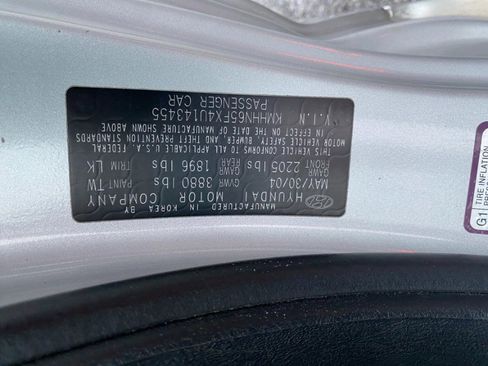 MANUFACTURED IN KOREA BY
HYUNDAI MOTOR COMPANY
MAY/30/04 GVWR 3880 lbs PAINT TW
GAWR FRONT 2205 lbs GAWR REAR 1896 lbs TRIM LK
THIS VEHICLE CONFORMS TO U.S.A. APPLICABLE FEDERAL
MOTOR VEHICLE SAFETY, BUMPER AND THEFT PREVENTION STANDARDS
IN EFFECT ON THE DATE OF MANUFACTURE SHOWN ABOVE
V.I.N KMHHN65FX4U143455
PASSENGER CAR
TIRE INFLATION
G1